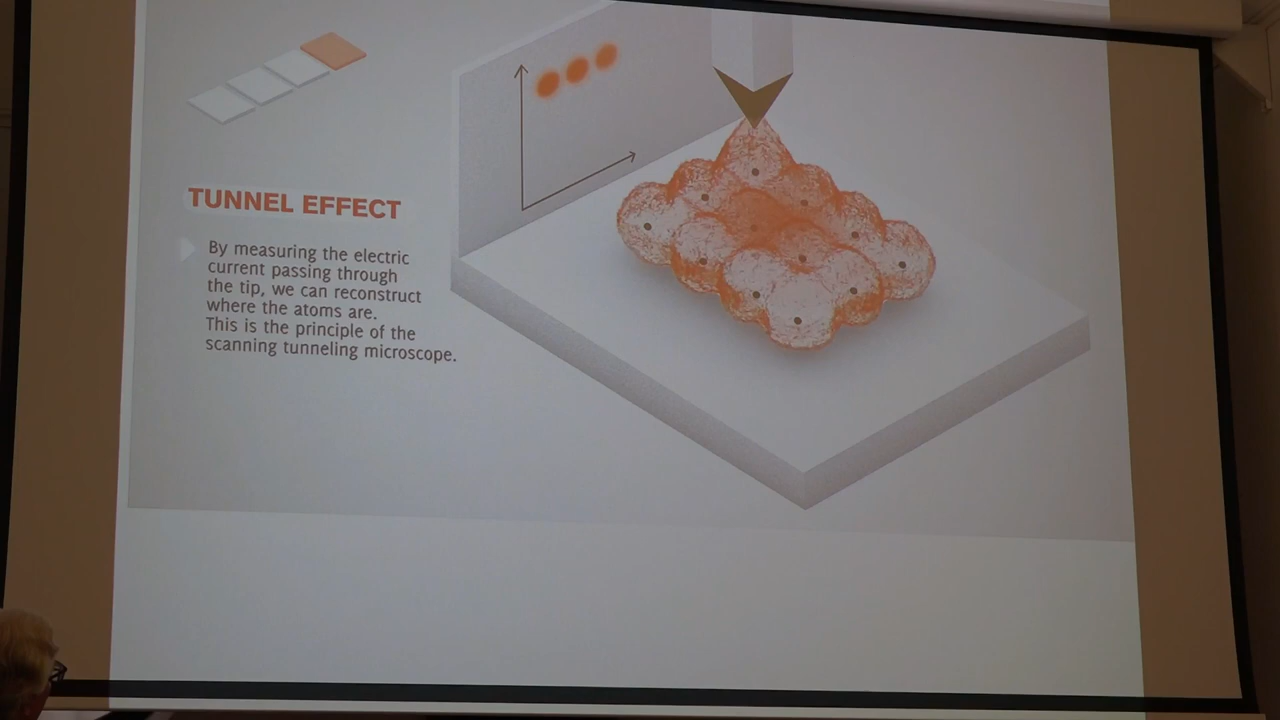 TUNNEL EFFECT
By measuring the electric
current passing through
the tip, we can reconstruct
where the atoms are.
This is the principle of the
scanning tunneling microscope.